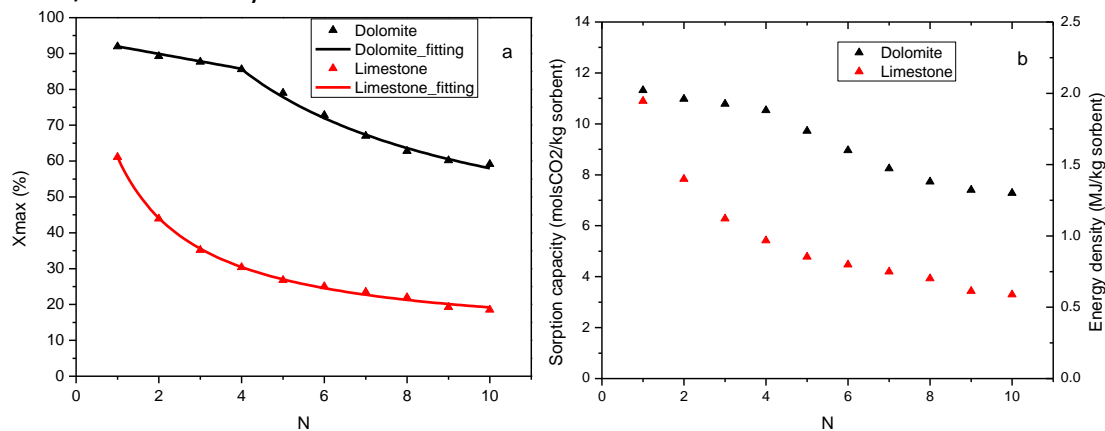 Dolomite
Dolomite_fitting
Limestone
Limestone_fitting
a
100
90
80
70
60
50
40
30
20
10
0
Xmax (%)
0
2
4
6
8
10
N
Dolomite
Limestone
b
14
12
10
8
6
4
2
0
Sorption capacity (molsCO2/kg sorbent)
2.5
2.0
1.5
1.0
0.5
0.0
Energy density (MJ/kg sorbent)
0
2
4
6
8
10
N